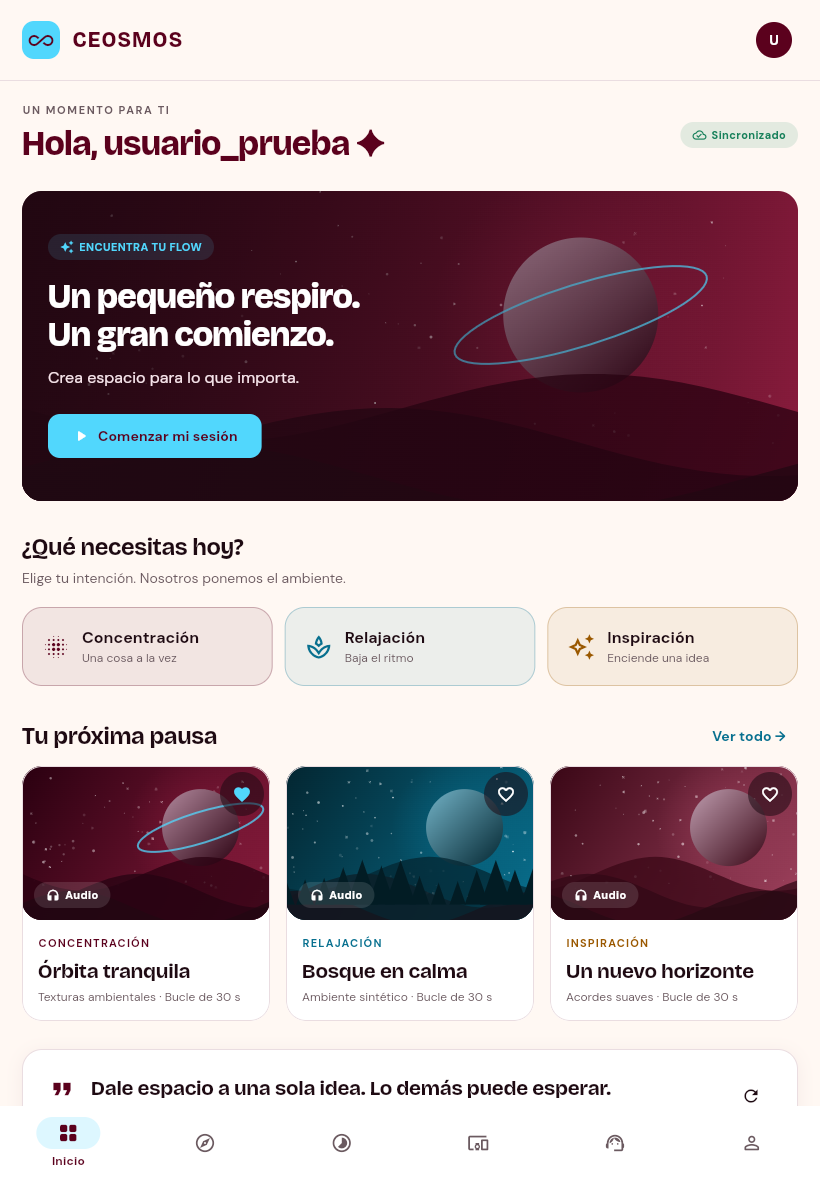 CEOSMOS
U
UN MOMENTO PARA TI
Hola, usuario_prueba
Sincronizado
ENCUENTRA TU FLOW
Un pequeño respiro.
Un gran comienzo.
Crea espacio para lo que importa.
Comenzar mi sesión
¿Qué necesitas hoy?
Elige tu intención. Nosotros ponemos el ambiente.
Concentración
Una cosa a la vez
Relajación
Baja el ritmo
Inspiración
Enciende una idea
Tu próxima pausa
Ver todo →
Audio
CONCENTRACIÓN
Órbita tranquila
Texturas ambientales · Bucle de 30 s
Audio
RELAJACIÓN
Bosque en calma
Ambiente sintético · Bucle de 30 s
Audio
INSPIRACIÓN
Un nuevo horizonte
Acordes suaves · Bucle de 30 s
Dale espacio a una sola idea. Lo demás puede esperar.
Inicio